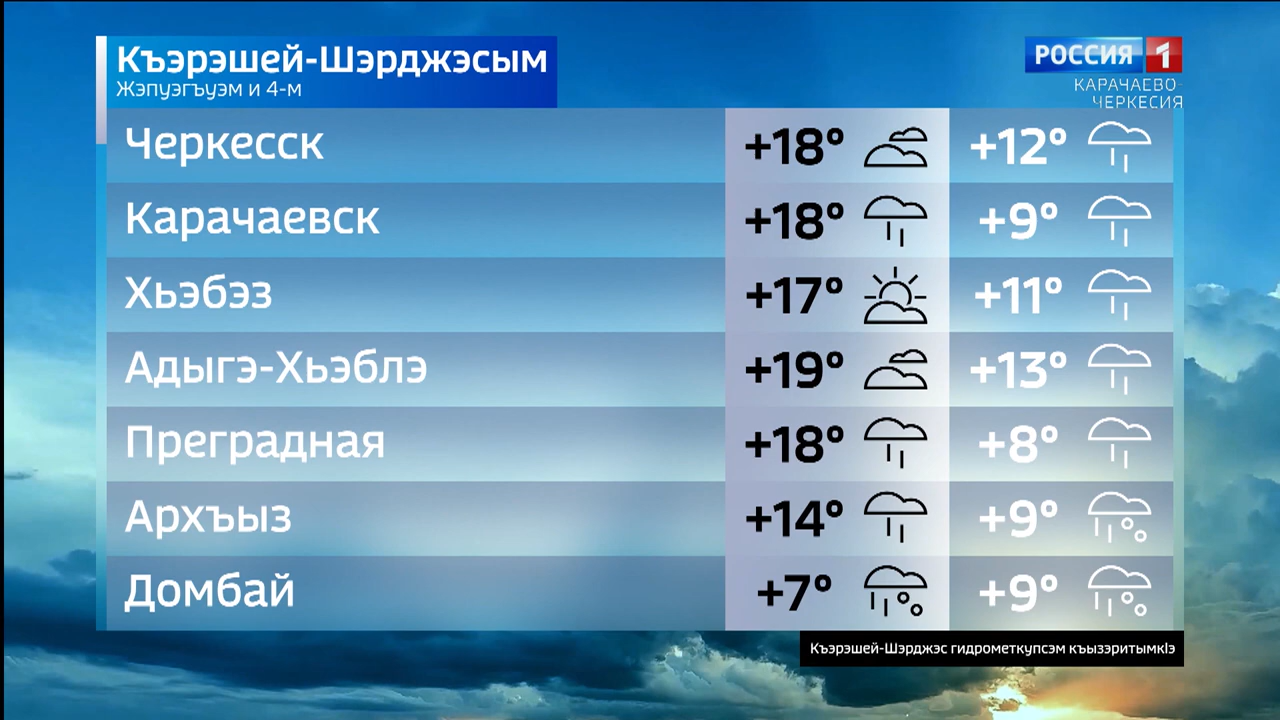 Къэрэшей-Шэрджэсым
Жэпуэгъуэм и 4-м
РОССИЯ 1
КАРАЧАЕВО-
ЧЕРКЕСИЯ
Черкесск +18° +12°
Карачаевск +18° +9°
Хьэбэз +17° +11°
Адыгэ-Хьэблэ +19° +13°
Преградная +18° +8°
Архъыз +14° +9°
Домбай +7° +9°
Къэрэшей-Шэрджэс гидрометкупсэм къызэритымкӀэ